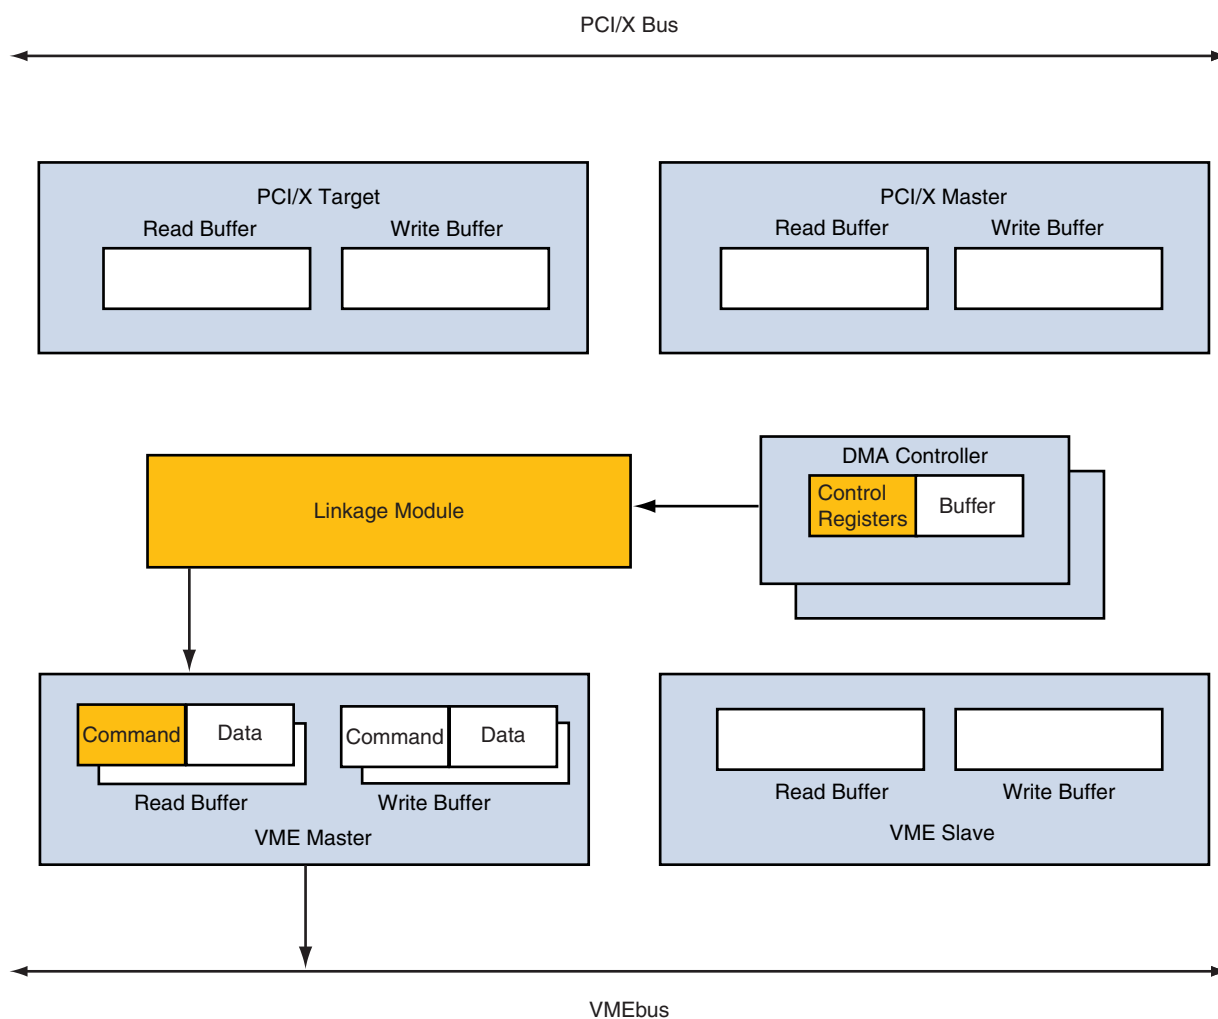 PCI/X Bus
PCI/X Target
Read Buffer
Write Buffer
PCI/X Master
Read Buffer
Write Buffer
Linkage Module
DMA Controller
Control
Registers
Buffer
Command
Data
Command
Data
Read Buffer
Write Buffer
VME Master
Read Buffer
Write Buffer
VME Slave
VMEbus